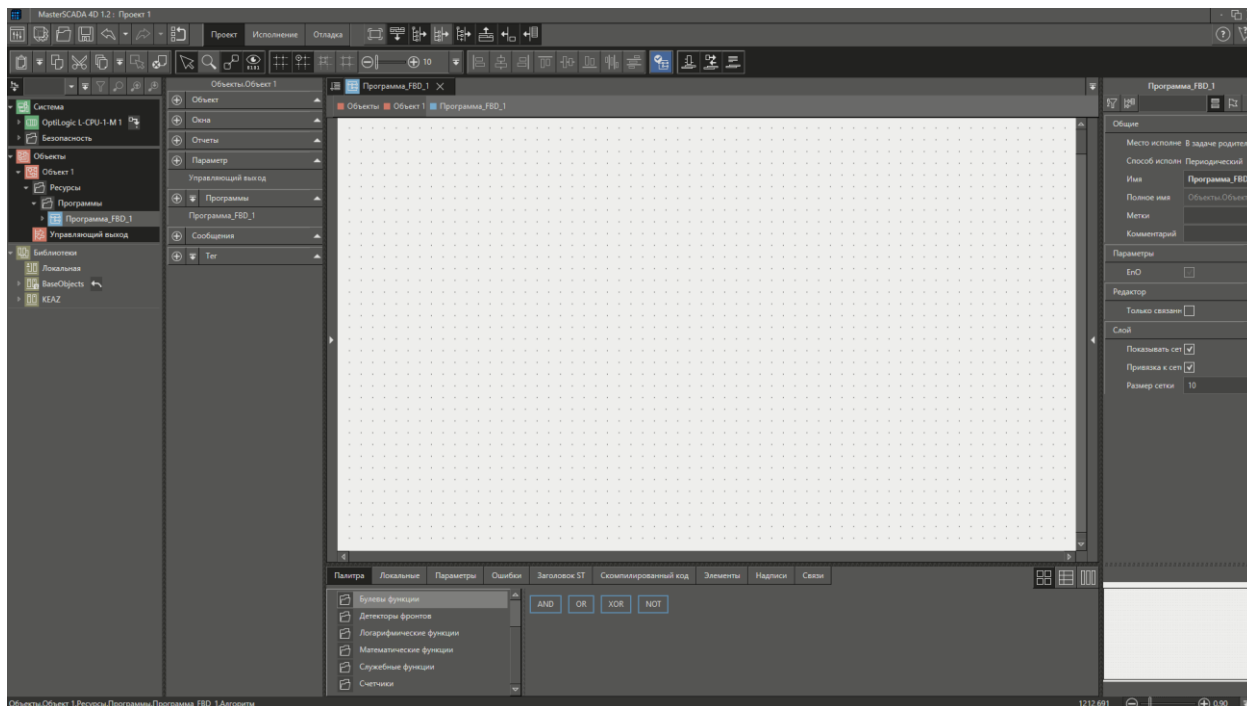 MasterSCADA 4D 1.2 : Проект 1
Проект Исполнение Отладка
10
Объекты.Объект 1
Система
OptiLogic L-CPU-1-M 1
Безопасность
Объекты
Объект 1
Ресурсы
Программы
Программа_FBD_1
Управляющий выход
Библиотеки
Локальная
BaseObjects
KEAZ
Объект
Окна
Отчеты
Параметр
Управляющий выход
Программы
Программа_FBD_1
Сообщения
Тег
Программа_FBD_1
Объекты Объект 1 Программа_FBD_1
Палитра Локальные Параметры Ошибки Заголовок ST Скомпилированный код Элементы Надписи Связи
Булевы функции
Детекторы фронтов
Логарифмические функции
Математические функции
Служебные функции
Счетчики
AND OR XOR NOT
Программа_FBD_1
Общие
Место исполне В задаче родител
Способ исполн Периодический
Имя Программа_FBD
Полное имя Объекты.Объект
Метки
Комментарий
Параметры
EnO
Редактор
Только связанн
Слой
Показывать сет
Привязка к сет
Размер сетки 10
Объекты.Объект 1.Ресурсы.Программы.Программа_FBD_1.Алгоритм
1212.691 0.90